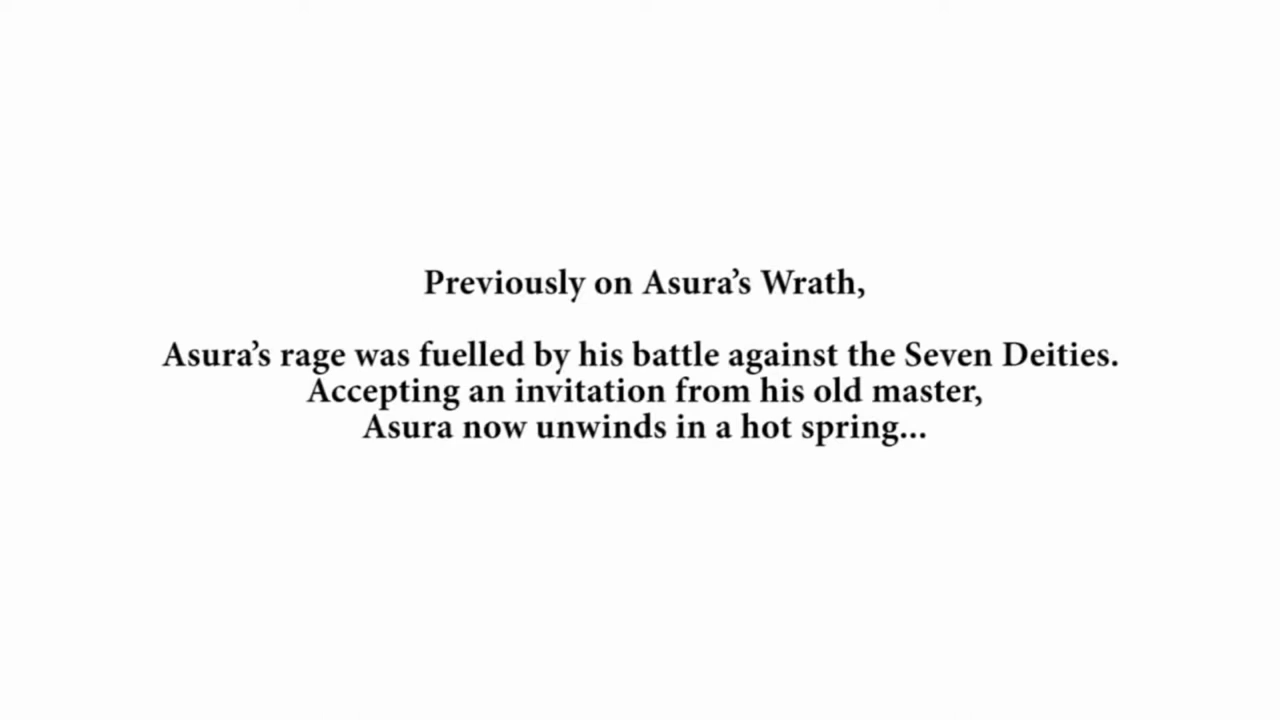 Previously on Asura’s Wrath,
Asura’s rage was fuelled by his battle against the Seven Deities.
Accepting an invitation from his old master,
Asura now unwinds in a hot spring...